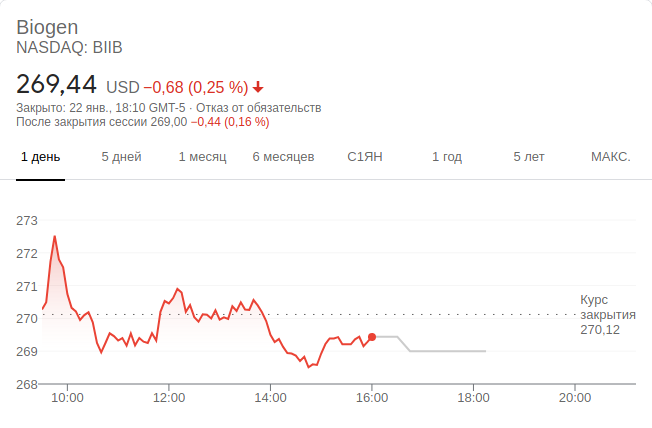 Biogen
NASDAQ: BIIB
269,44 USD −0,68 (0,25 %)
Закрыто: 22 янв., 18:10 GMT-5 · Отказ от обязательств
После закрытия сессии 269,00 −0,44 (0,16 %)
1 день 5 дней 1 месяц 6 месяцев С1ЯН 1 год 5 лет МАКС.
273
272
271
270
269
268
Курс
закрытия
270,12
10:00 12:00 14:00 16:00 18:00 20:00